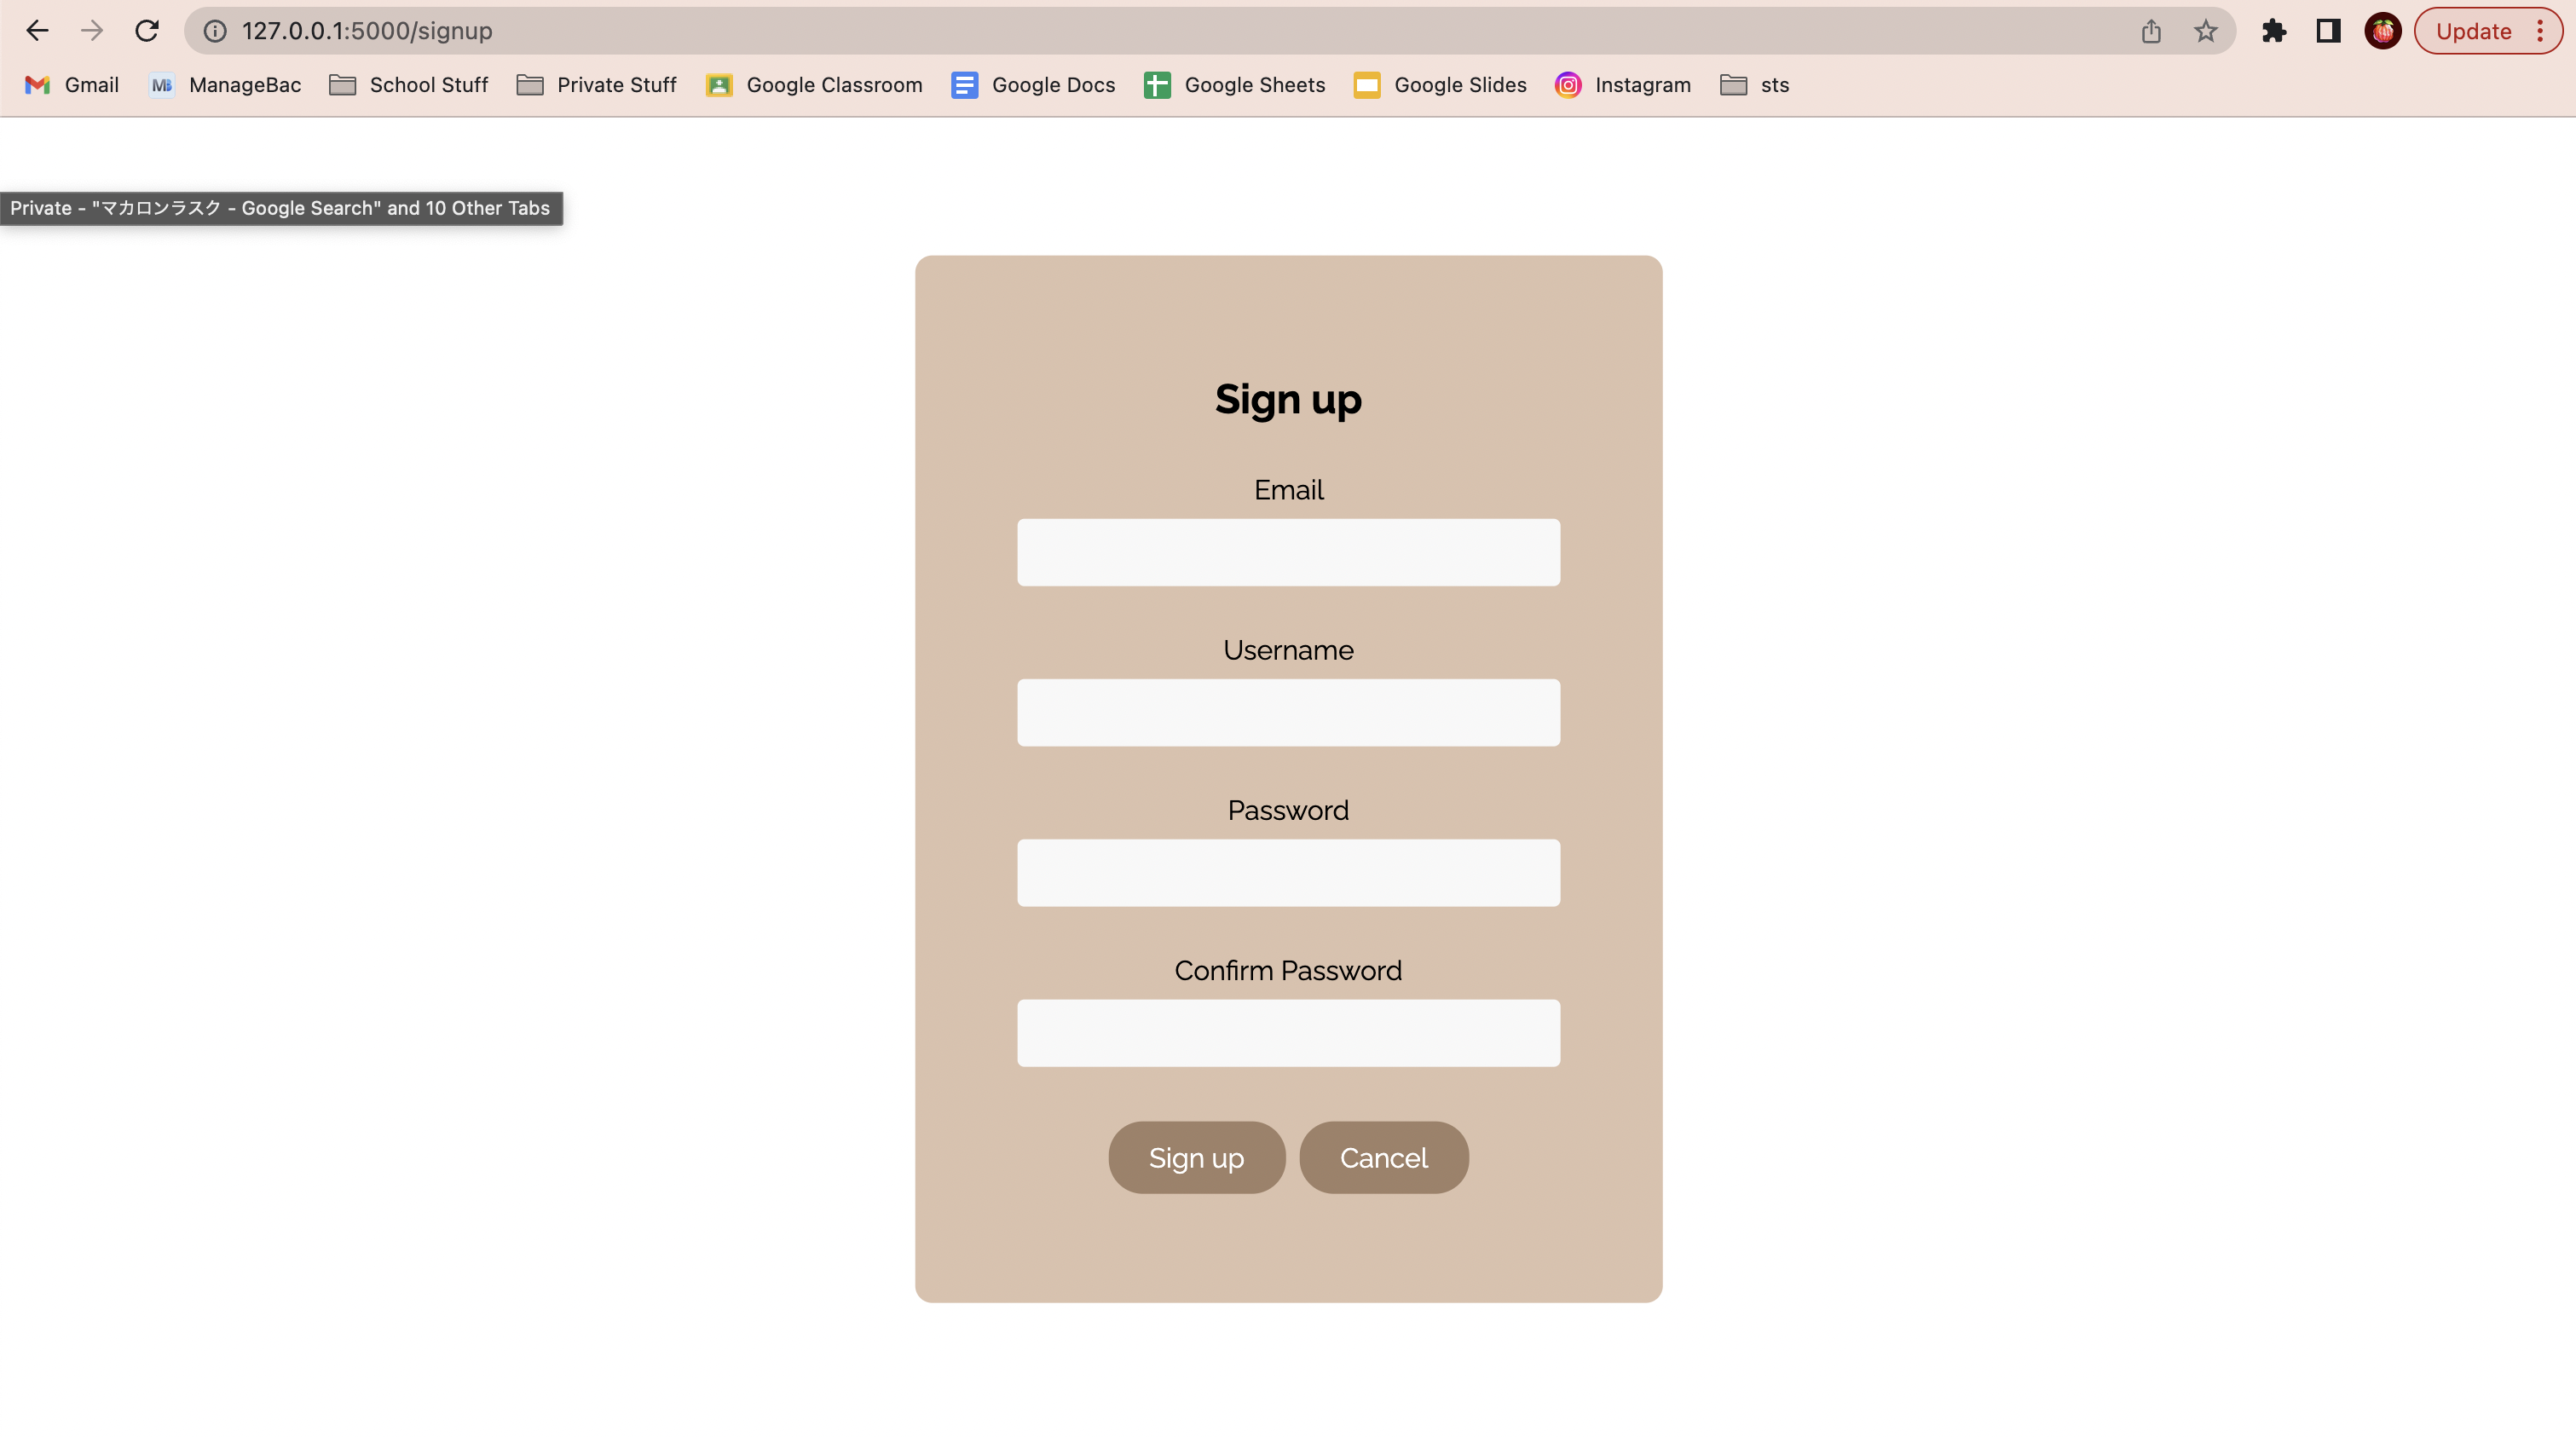 127.0.0.1:5000/signup
Update
Gmail
ManageBac
School Stuff
Private Stuff
Google Classroom
Google Docs
Google Sheets
Google Slides
Instagram
sts
Private - "マカロンラスク - Google Search" and 10 Other Tabs
Sign up
Email
Username
Password
Confirm Password
Sign up
Cancel